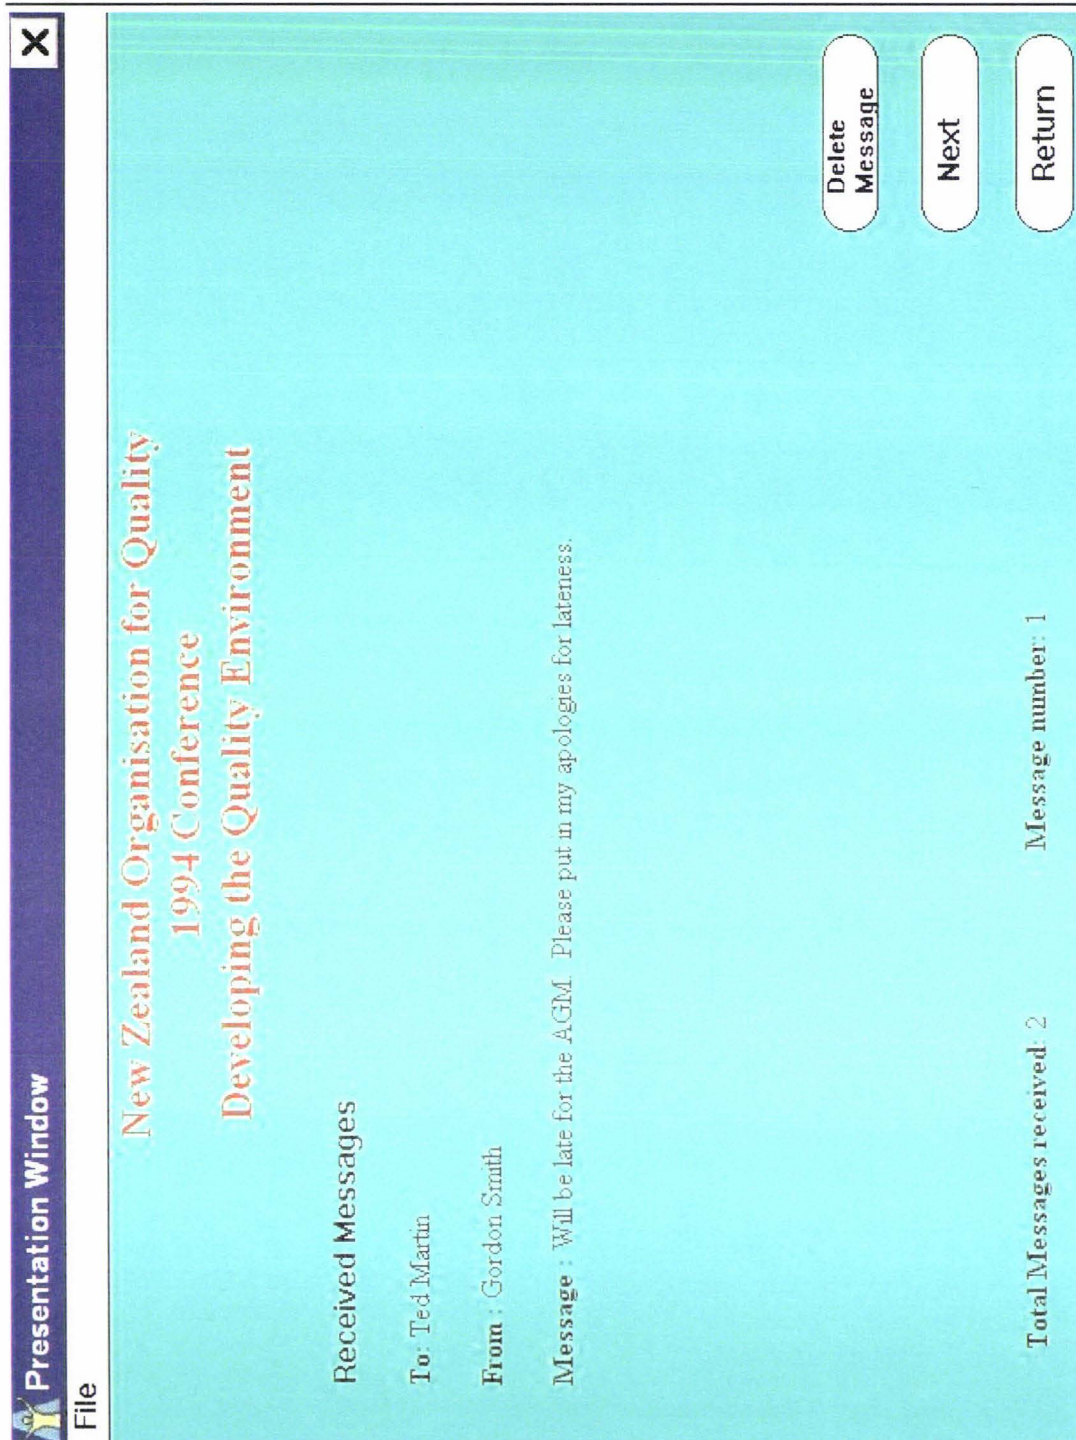 Presentation Window
File
New Zealand Organisation for Quality
1994 Conference
Developing the Quality Environment
Received Messages
To: Ted Martin
From : Gordon Smith
Message : Will be late for the AGM. Please put in my apologies for lateness.
Delete
Message
Next
Total Messages received: 2 Message number: 1
Return